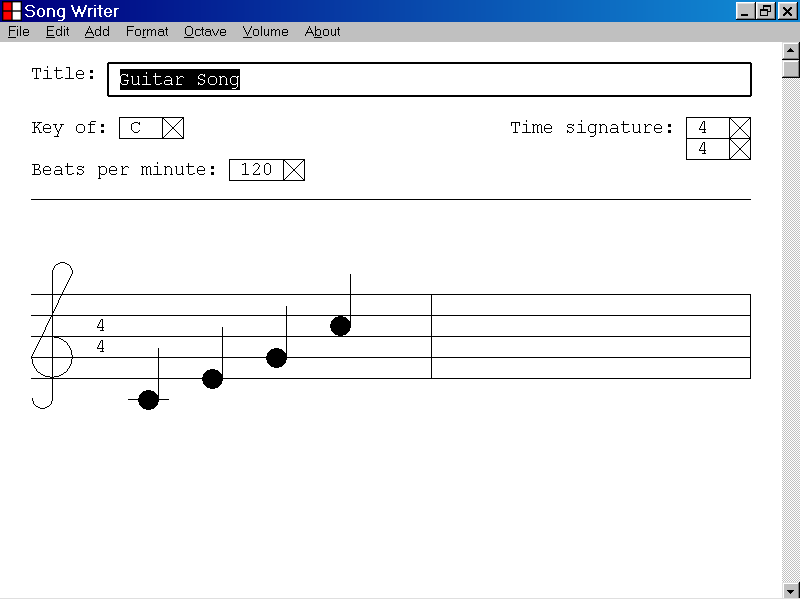 Song Writer
File Edit Add Format Octave Volume About
Title: Guitar Song
Key of: C Time signature: 4
4
Beats per minute: 120
4
4